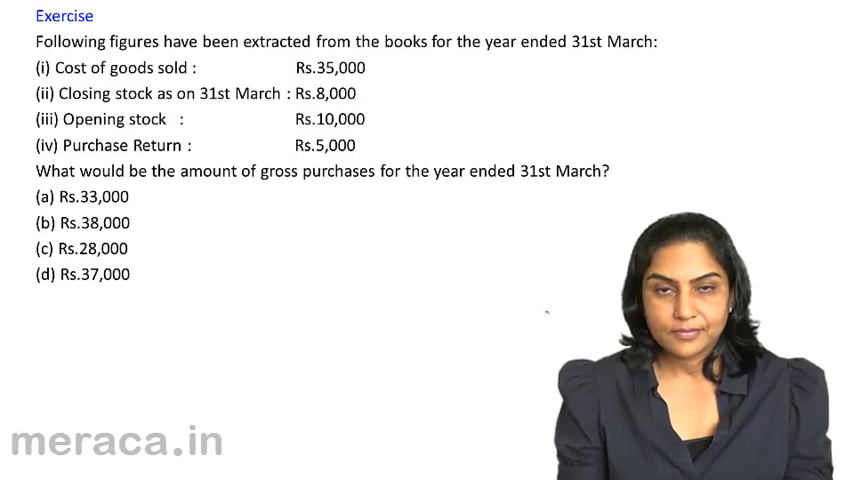 Exercise
Following figures have been extracted from the books for the year ended 31st March:
(i) Cost of goods sold : Rs.35,000
(ii) Closing stock as on 31st March : Rs.8,000
(iii) Opening stock : Rs.10,000
(iv) Purchase Return : Rs.5,000
What would be the amount of gross purchases for the year ended 31st March?
(a) Rs.33,000
(b) Rs.38,000
(c) Rs.28,000
(d) Rs.37,000
meraca.in